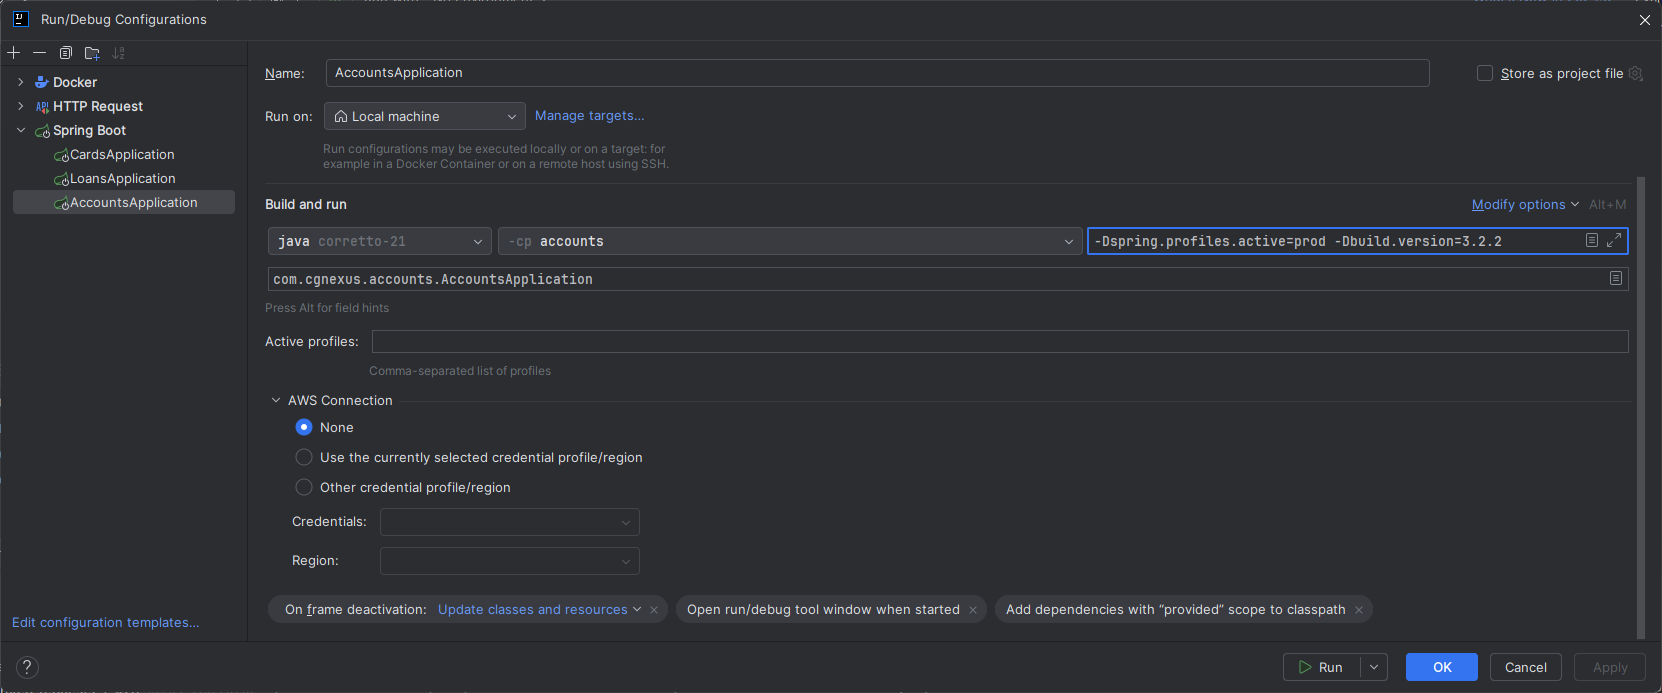 Run/Debug Configurations
Docker
HTTP Request
Spring Boot
CardsApplication
LoansApplication
AccountsApplication
Edit configuration templates...
Name: AccountsApplication
Store as project file
Run on: Local machine Manage targets...
Run configurations may be executed locally or on a target: for
example in a Docker Container or on a remote host using SSH.
Build and run Modify options Alt+M
java corretto-21 -cp accounts -Dspring.profiles.active=prod -Dbuild.version=3.2.2
com.cgnexus.accounts.AccountsApplication
Press Alt for field hints
Active profiles:
Comma-separated list of profiles
AWS Connection
None
Use the currently selected credential profile/region
Other credential profile/region
Credentials:
Region:
On frame deactivation: Update classes and resources Open run/debug tool window when started Add dependencies with “provided” scope to classpath
? Run OK Cancel Apply